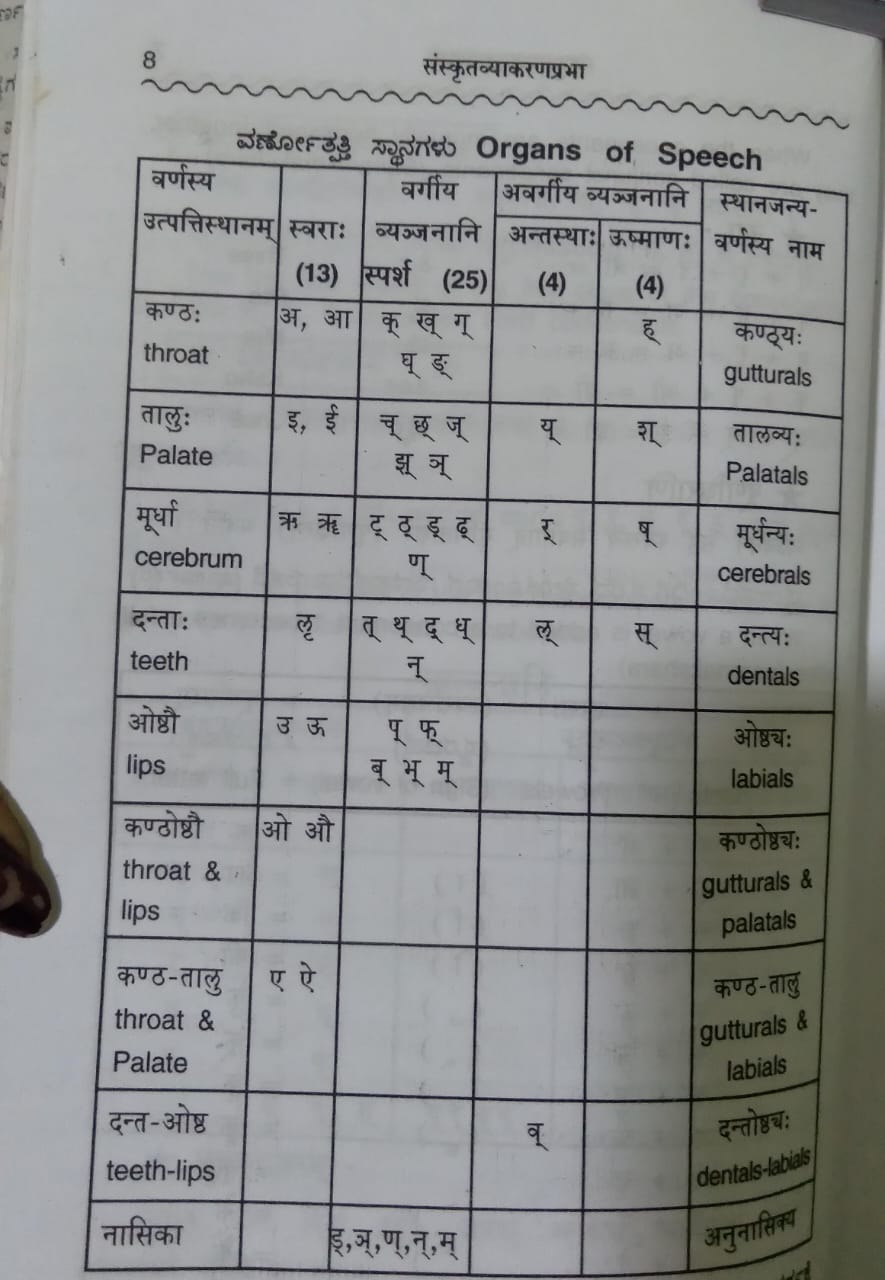 8 संस्कृतव्याकरणप्रभा
ವರ್ಣೋತ್ಪತ್ತಿ ಸ್ಥಾನಗಳು Organs of Speech
वर्णस्य उत्पत्तिस्थानम् स्वराः (13) वर्गीय व्यञ्जनानि स्पर्श (25) अवर्गीय व्यञ्जनानि अन्तस्थाः (4) ऊष्माणः (4) स्थानजन्य-वर्णस्य नाम
कण्ठः अ, आ क् ख् ग् ह् कण्ठ्यः
throat घ् ङ् gutturals
तालुः इ, ई च् छ् ज् य् श् तालव्यः
Palate झ् ञ् Palatals
मूर्धा ऋ ॠ ट् ठ् ड् ढ् र् ष् मूर्धन्यः
cerebrum ण् cerebrals
दन्ताः लृ त् थ् द् ध् ल् स् दन्त्यः
teeth न् dentals
ओष्ठौ उ ऊ प् फ् ओष्ठ्यः
lips ब् भ् म् labials
कण्ठोष्ठौ ओ औ कण्ठोष्ठ्यः
throat & gutturals &
lips palatals
कण्ठ-तालु ए ऐ कण्ठ-तालु
throat & gutturals &
Palate labials
दन्त-ओष्ठ व् दन्तोष्ठ्यः
teeth-lips dentals-labials
नासिका ङ्,ञ्,ण्,न्,म् अनुनासिक्य